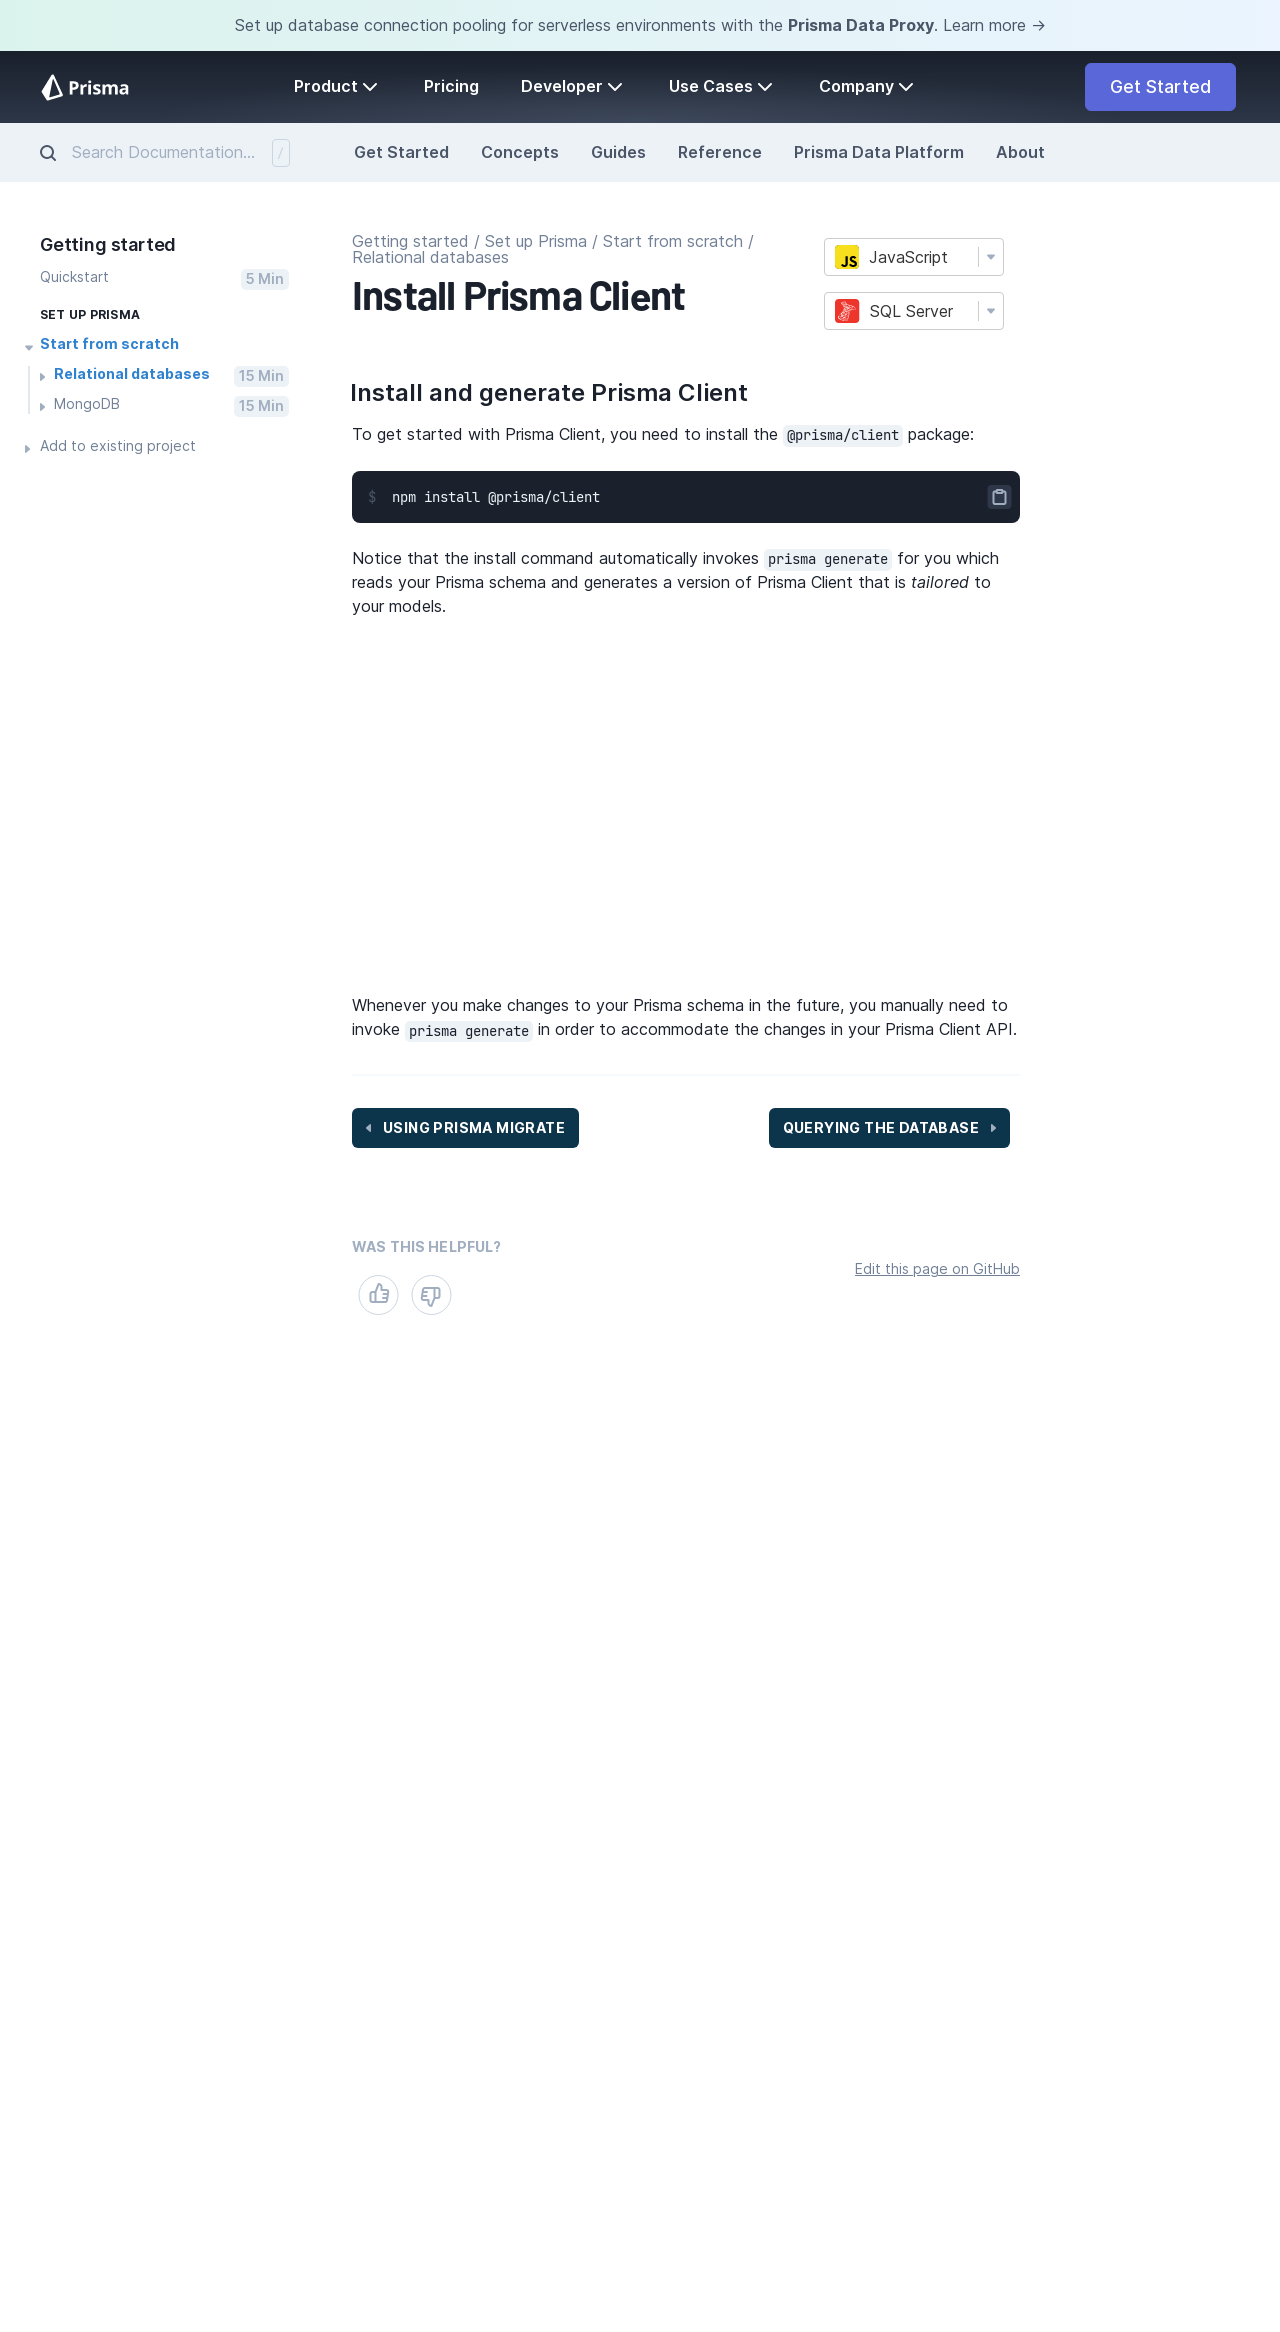 Set up database connection pooling for serverless environments with the Prisma Data Proxy. Learn more →
Prisma
Product
Pricing
Developer
Use Cases
Company
Get Started
Search Documentation...
/
Get Started
Concepts
Guides
Reference
Prisma Data Platform
About
Getting started
Quickstart
5 Min
SET UP PRISMA
Start from scratch
Relational databases
15 Min
MongoDB
15 Min
Add to existing project
Getting started / Set up Prisma / Start from scratch /
Relational databases
Install Prisma Client
JS
JavaScript
SQL Server
Install and generate Prisma Client
To get started with Prisma Client, you need to install the @prisma/client package:
$ npm install @prisma/client
Notice that the install command automatically invokes prisma generate for you which
reads your Prisma schema and generates a version of Prisma Client that is tailored to
your models.
Whenever you make changes to your Prisma schema in the future, you manually need to
invoke prisma generate in order to accommodate the changes in your Prisma Client API.
USING PRISMA MIGRATE
QUERYING THE DATABASE
WAS THIS HELPFUL?
Edit this page on GitHub